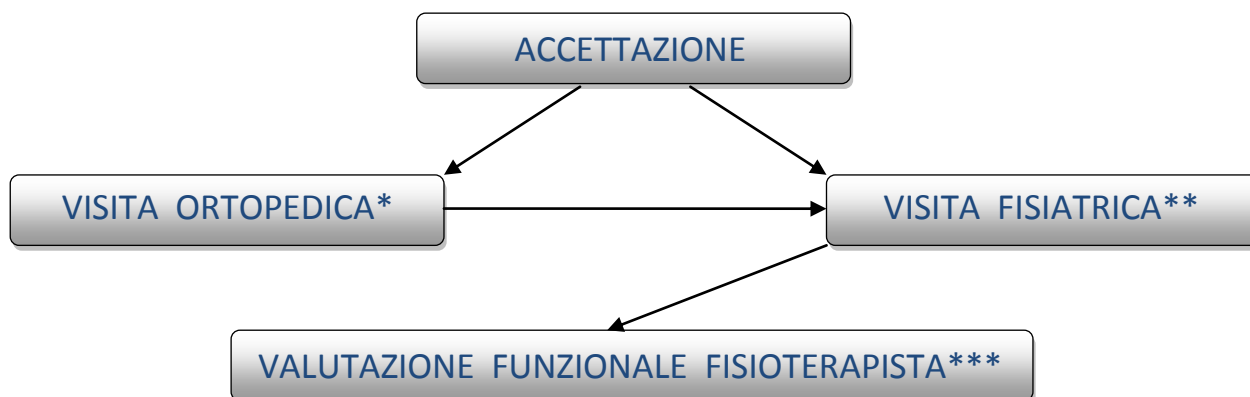 ACCETTAZIONE
VISITA ORTOPEDICA*
VISITA FISIATRICA**
VALUTAZIONE FUNZIONALE FISIOTERAPISTA***